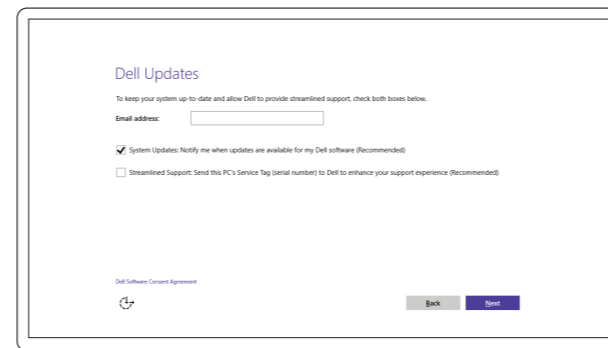 Dell Updates
To keep your system up-to-date and allow Dell to provide streamlined support, check both boxes below.
Email address:
System Updates: Notify me when updates are available for my Dell software (Recommended)
Streamlined Support: Send this PC's Service Tag (serial number) to Dell to enhance your support experience (Recommended)
Dell Software Consent Agreement
Back Next